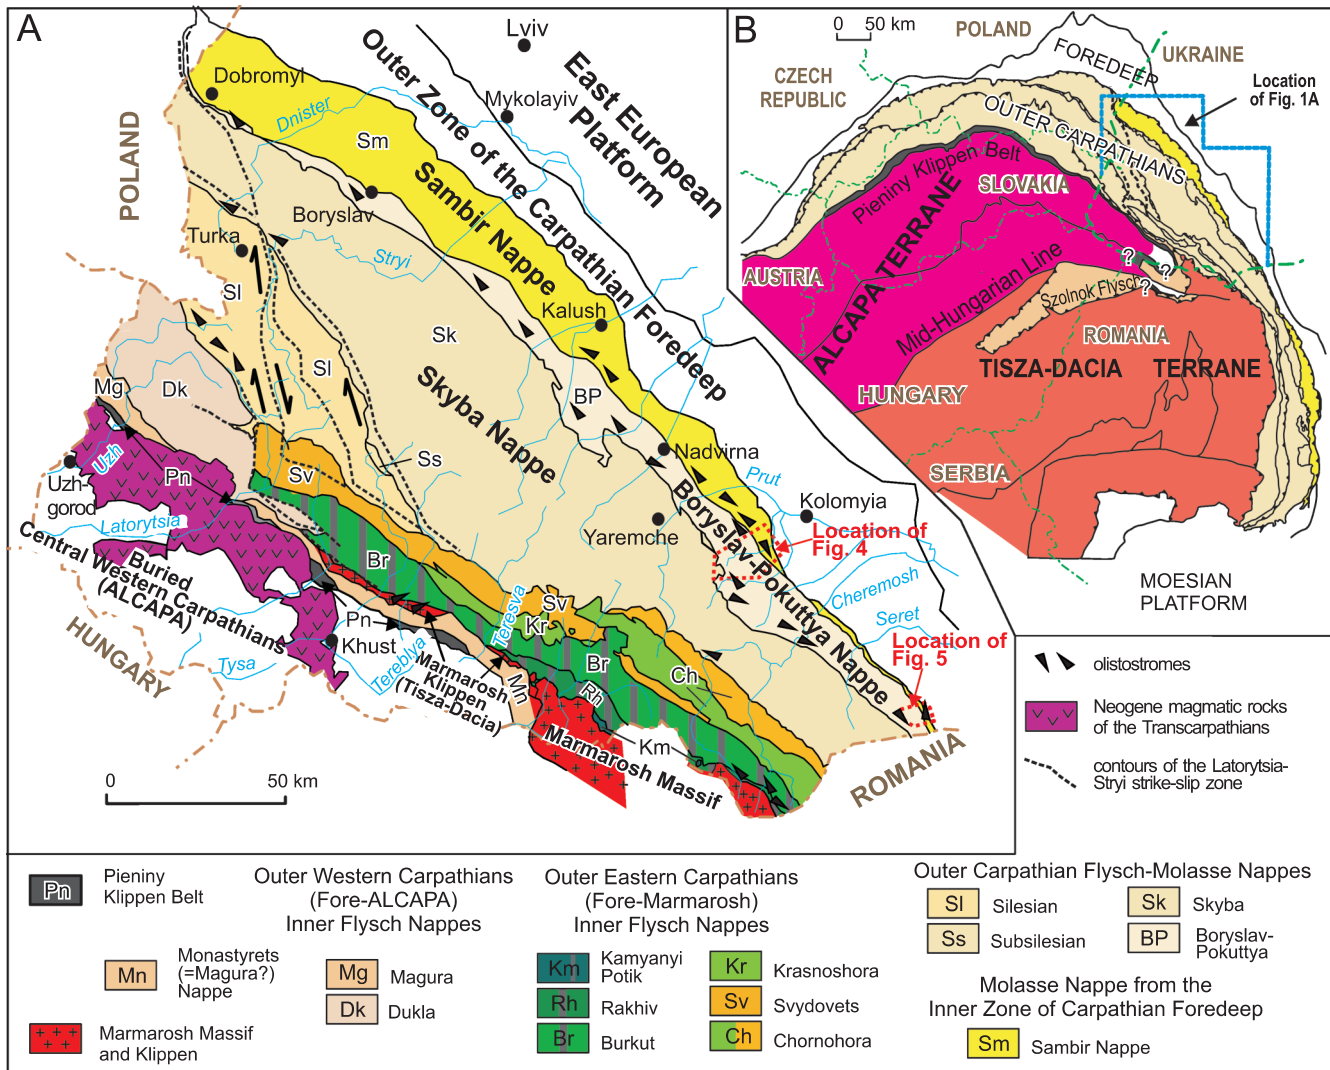 A
Lviv
Outer Zone of the Carpathian Foredeep
East European
Platform
Dobromyl
Mykolayiv
Dnister
POLAND
Sm
Sambir Nappe
Boryslav
Turka
Stryi
Kalush
Sl
Sk
Skyba Nappe
Mg
Dk
Sl
BP
Nadvirna
Prut
Ss
Sv
Uzh
Uzh-
gorod
Pn
Kolomyia
Boryslav-Pokuttya Nappe
Yaremche
Location of
Fig. 4
Latorytsia
Central Western Carpathians
Buried
(ALCAPA)
Br
Cheremosh
Seret
Teresva
Sv
Kr
Pn
Khust
Location of
Fig. 5
HUNGARY
Tysa
Tereblya
Marmarosh
Klippen
(Tisza-Dacia)
Mn
Br
Rh
Ch
Km
Marmarosh Massif
ROMANIA
0 50 km
B
0 50 km
POLAND
UKRAINE
CZECH
REPUBLIC
FOREDEEP
Location
of Fig. 1A
OUTER CARPATHIANS
Pieniny Klippen Belt
SLOVAKIA
ALCAPA TERRANE
AUSTRIA
Mid-Hungarian Line
?
?
?
Szolnok Flysch
ROMANIA
TISZA-DACIA TERRANE
HUNGARY
SERBIA
MOESIAN
PLATFORM
olistostromes
Neogene magmatic rocks
of the Transcarpathians
contours of the Latorytsia-
Stryi strike-slip zone
Pn
Pieniny
Klippen Belt
Mn
Monastyrets
(=Magura?)
Nappe
Marmarosh Massif
and Klippen
Outer Western Carpathians
(Fore-ALCAPA)
Inner Flysch Nappes
Mg Magura
Dk Dukla
Outer Eastern Carpathians
(Fore-Marmarosh)
Inner Flysch Nappes
Km
Kamyanyi
Potik
Rh Rakhiv
Br Burkut
Kr Krasnoshora
Sv Svydovets
Ch Chornohora
Outer Carpathian Flysch-Molasse Nappes
Sl Silesian
Ss Subsilesian
Sk Skyba
BP
Boryslav-
Pokuttya
Molasse Nappe from the
Inner Zone of Carpathian Foredeep
Sm Sambir Nappe